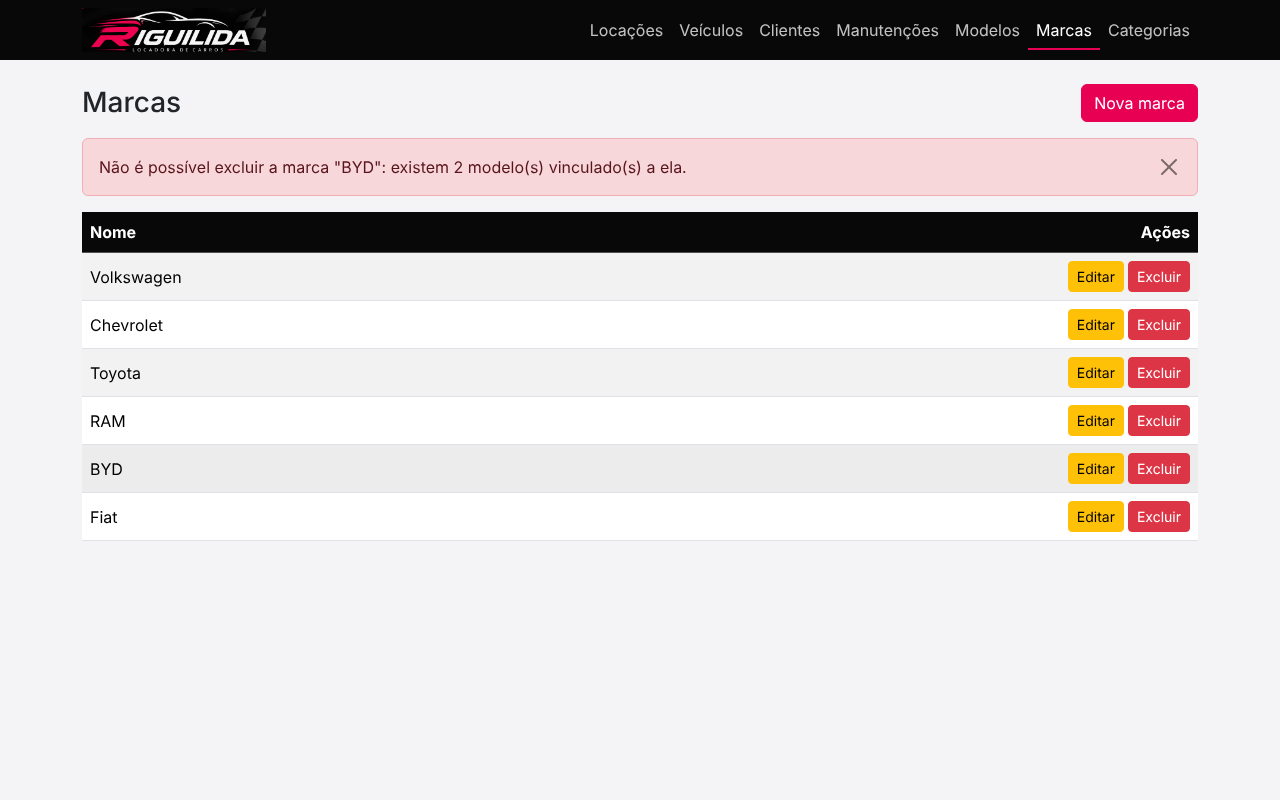 RIGUILIDA
LOCADORA DE CARROS
Locações Veículos Clientes Manutenções Modelos Marcas Categorias
Marcas
Nova marca
Não é possível excluir a marca "BYD": existem 2 modelo(s) vinculado(s) a ela.
Nome Ações
Volkswagen Editar Excluir
Chevrolet Editar Excluir
Toyota Editar Excluir
RAM Editar Excluir
BYD Editar Excluir
Fiat Editar Excluir